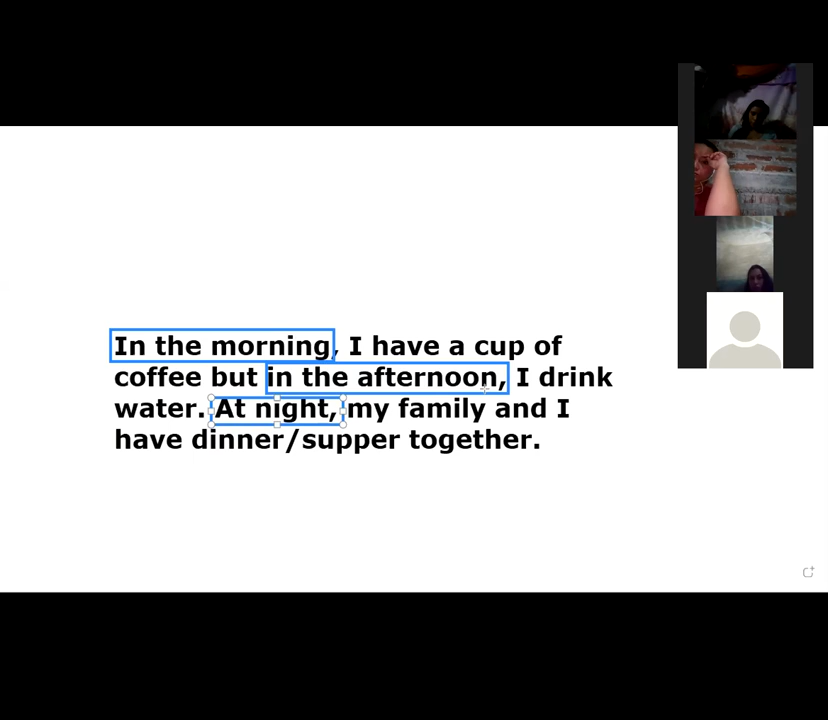 In the morning, I have a cup of
coffee but in the afternoon, I drink
water. At night, my family and I
have dinner/supper together.